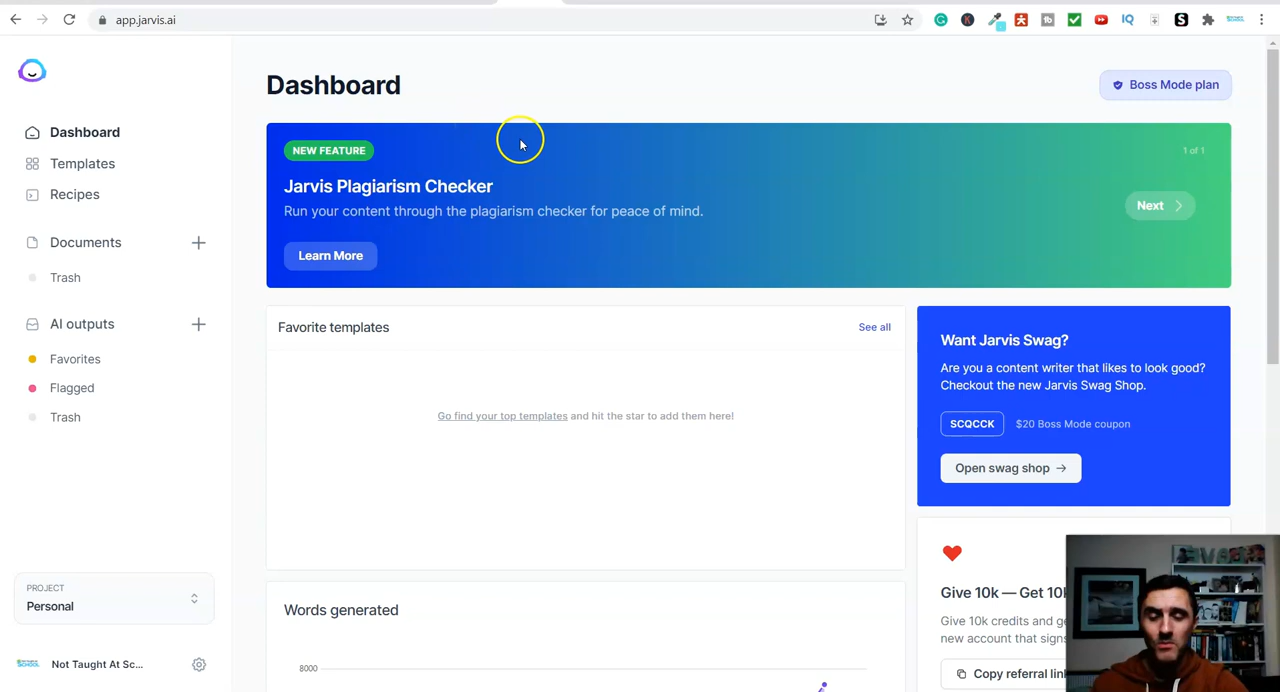 app.jarvis.ai
Dashboard
Templates
Recipes
Documents
Trash
AI outputs
Favorites
Flagged
Trash
PROJECT
Personal
Not Taught At Sc...
Dashboard
Boss Mode plan
NEW FEATURE
1 of 1
Jarvis Plagiarism Checker
Run your content through the plagiarism checker for peace of mind.
Next
Learn More
Favorite templates
See all
Go find your top templates and hit the star to add them here!
Words generated
8000
Want Jarvis Swag?
Are you a content writer that likes to look good?
Checkout the new Jarvis Swag Shop.
SCQCCK
$20 Boss Mode coupon
Open swag shop →
Give 10k — Get 10k
Give 10k credits and ge
new account that signs
Copy referral link